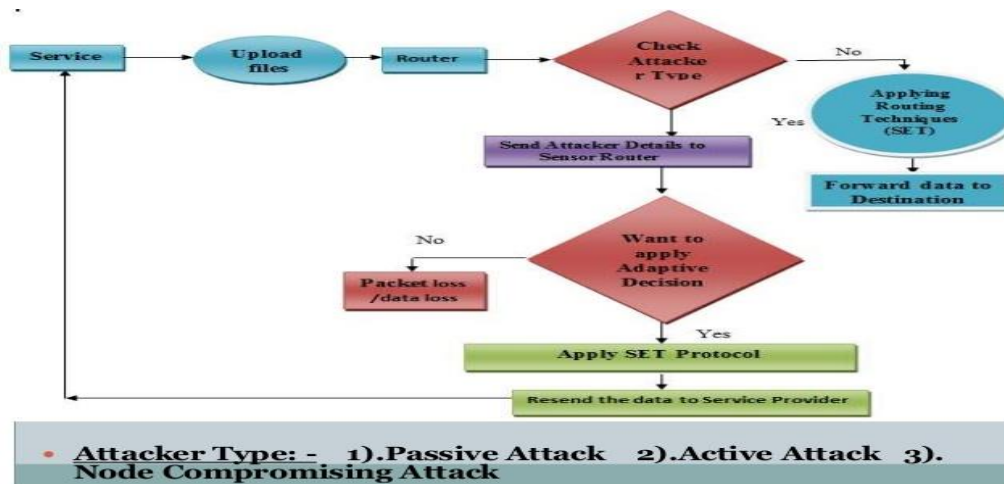 Service
Upload
files
Router
Check
Attacke
r Type
No
Applying
Routing
Techniques
(SET)
Yes
Send Attacker Details to
Sensor Router
Forward data to
Destination
Want to
apply
Adaptive
Decision
No
Packet loss
/data loss
Yes
Apply SET Protocol
Resend the data to Service Provider
• Attacker Type: - 1).Passive Attack 2).Active Attack 3).
Node Compromising Attack